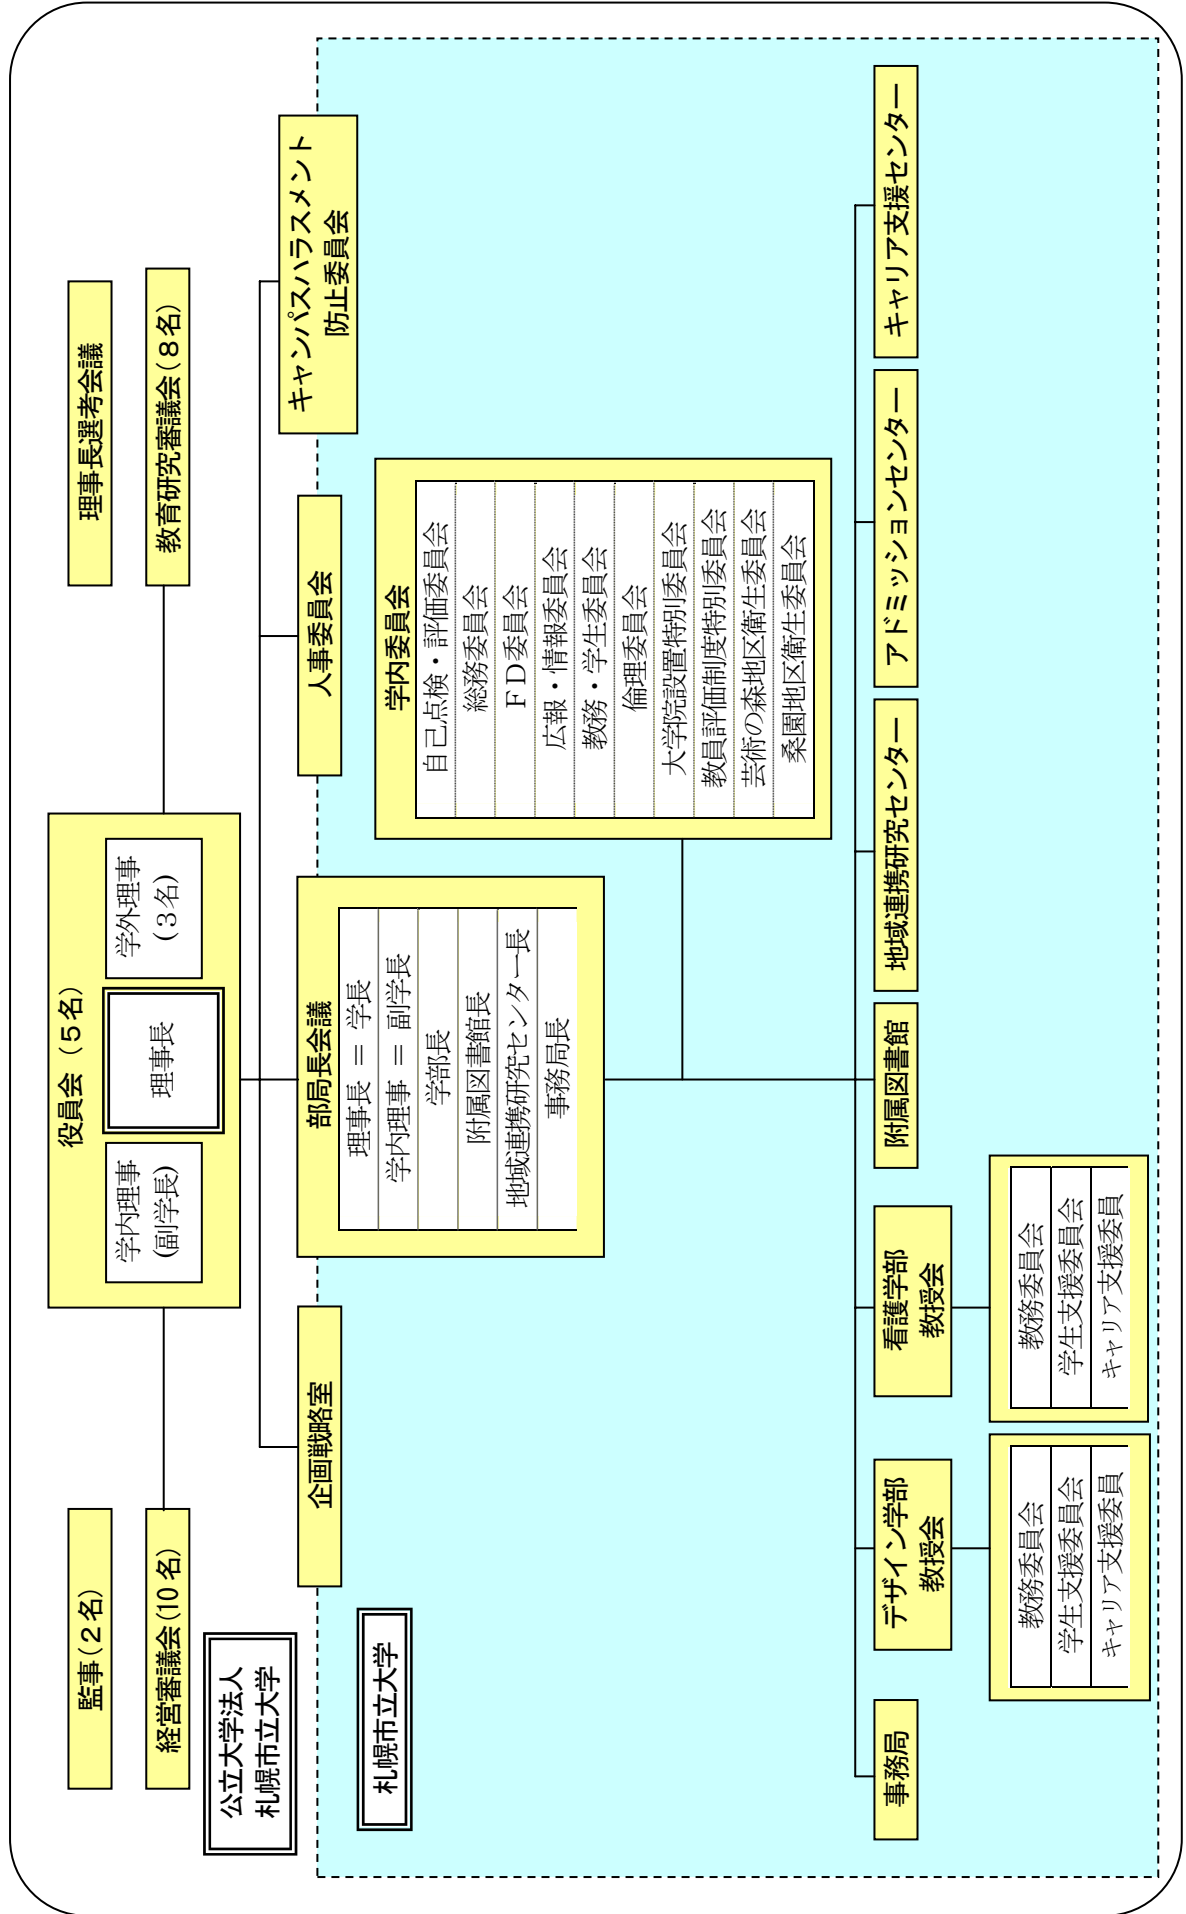 監事(２名)
役員会（５名）
理事長選考会議
学内理事
(副学長)
理事長
学外理事
(３名)
経営審議会(10名)
教育研究審議会(８名)
公立大学法人
札幌市立大学
企画戦略室
部局長会議
理事長 ＝ 学長
学内理事 ＝ 副学長
学部長
附属図書館長
地域連携研究センター長
事務局長
人事委員会
キャンパスハラスメント
防止委員会
札幌市立大学
学内委員会
自己点検・評価委員会
総務委員会
ＦＤ委員会
広報・情報委員会
教務・学生委員会
倫理委員会
大学院設置特別委員会
教員評価制度特別委員会
芸術の森地区衛生委員会
桑園地区衛生委員会
事務局
デザイン学部
教授会
看護学部
教授会
附属図書館
地域連携研究センター
アドミッションセンター
キャリア支援センター
教務委員会
学生支援委員会
キャリア支援委員
教務委員会
学生支援委員会
キャリア支援委員